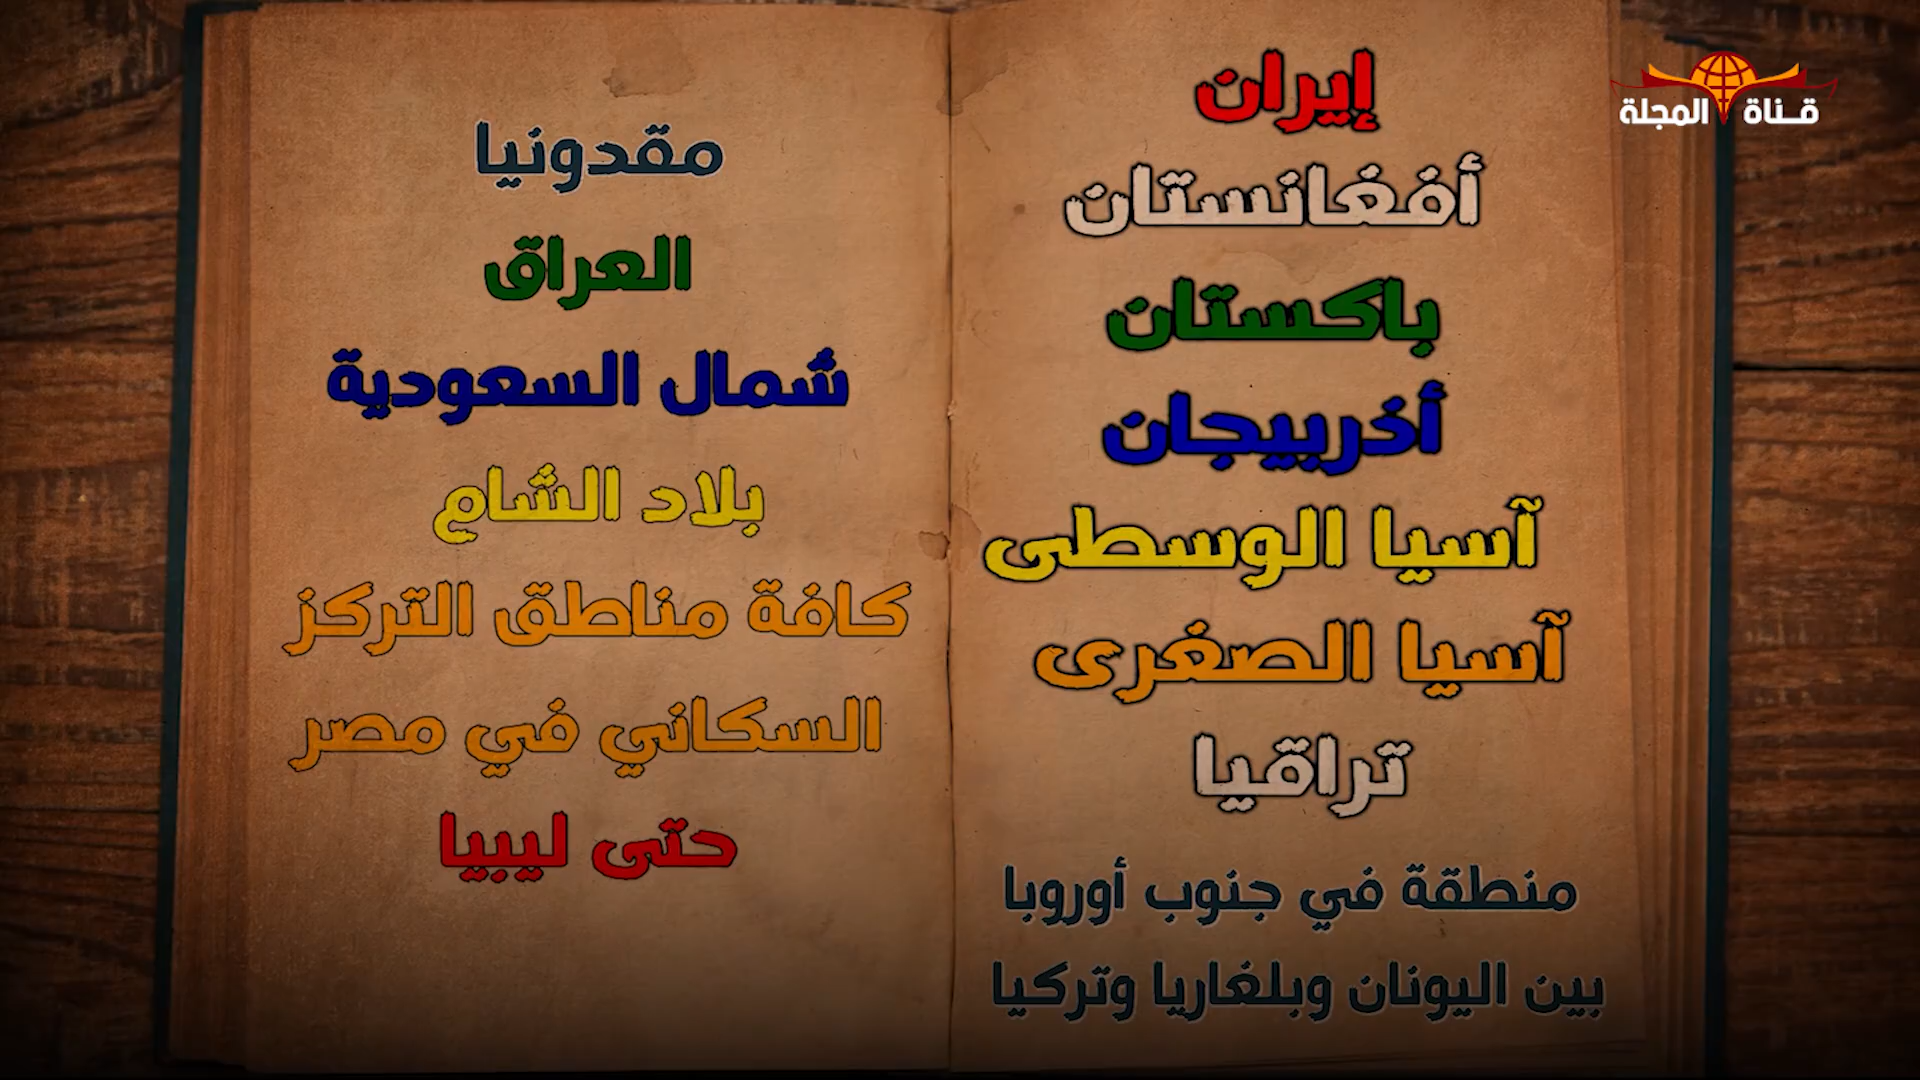 إيران
أفغانستان
باكستان
أذربيجان
آسيا الوسطى
آسيا الصغرى
تراقيا
منطقة في جنوب أوروبا
بين اليونان وبلغاريا وتركيا
مقدونيا
العراق
شمال السعودية
بلاد الشام
كافة مناطق التركز
السكاني في مصر
حتى ليبيا
قناة المجلة